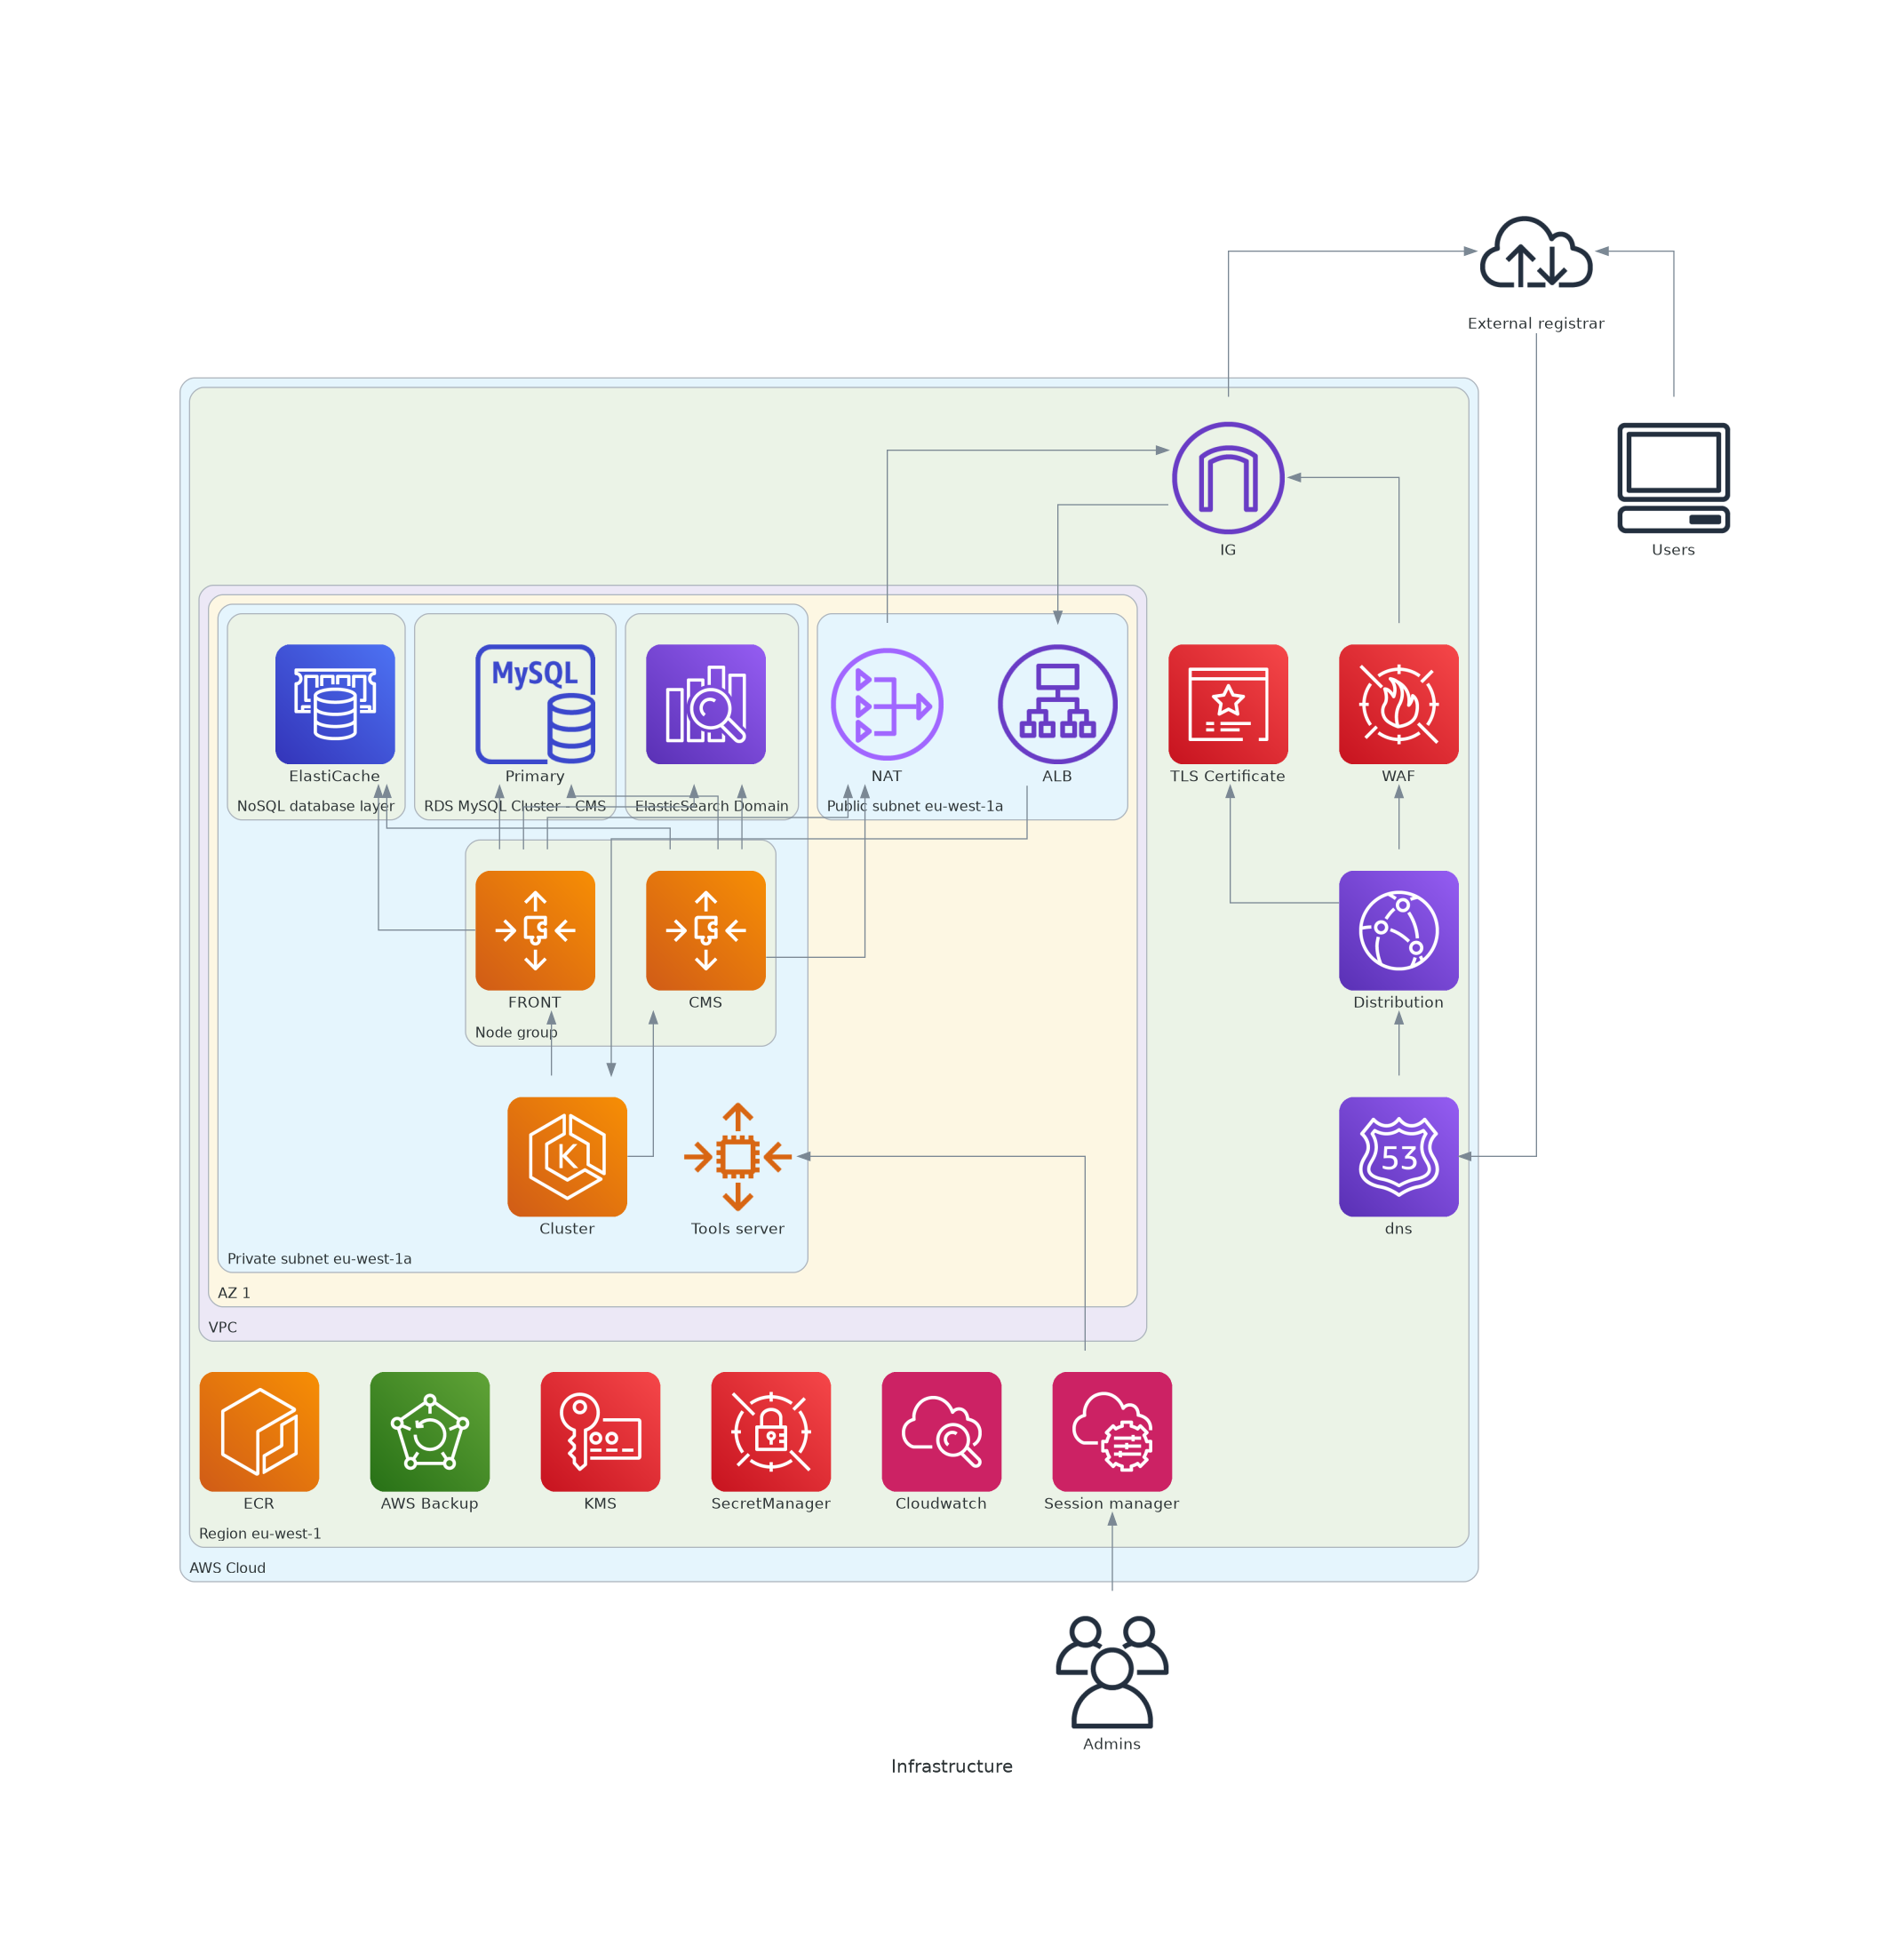 External registrar
IG
Users
MySQL
ElastiCache
Primary
NAT
ALB
TLS Certificate
WAF
NoSQL database layer
RDS MySQL Cluster - CMS
ElasticSearch Domain
Public subnet eu-west-1a
FRONT
CMS
Distribution
Node group
K
53
Cluster
Tools server
dns
Private subnet eu-west-1a
AZ 1
VPC
ECR
AWS Backup
KMS
SecretManager
Cloudwatch
Session manager
Region eu-west-1
AWS Cloud
Admins
Infrastructure